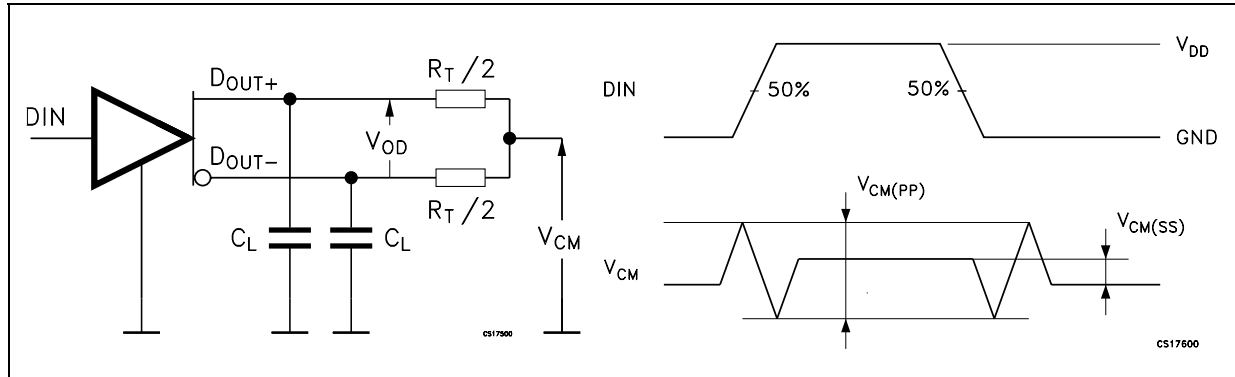 DIN
DOUT+
DOUT-
VOD
RT/2
RT/2
CL
CL
VCM
CS17500
DIN
50%
50%
VDD
GND
VCM(PP)
VCM(SS)
VCM
CS17600